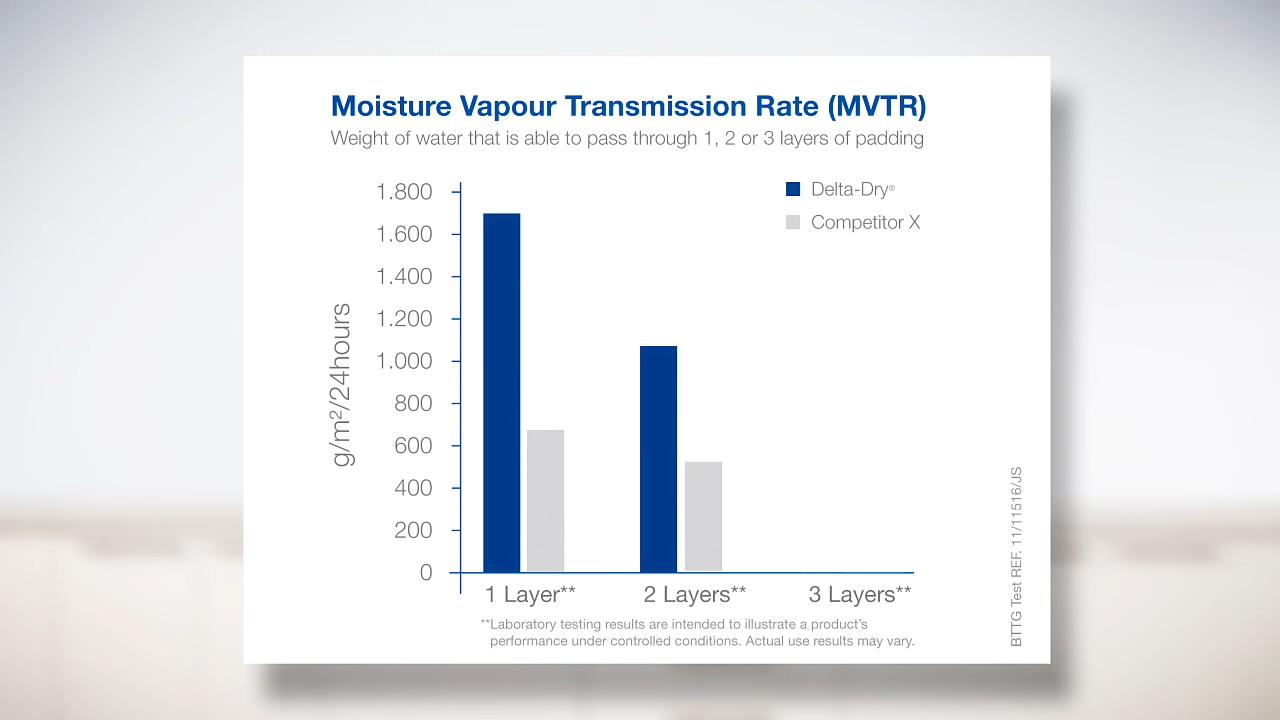 Moisture Vapour Transmission Rate (MVTR)
Weight of water that is able to pass through 1, 2 or 3 layers of padding
Delta-Dry®
Competitor X
g/m²/24hours
1.800
1.600
1.400
1.200
1.000
800
600
400
200
0
1 Layer**
2 Layers**
3 Layers**
**Laboratory testing results are intended to illustrate a product's
performance under controlled conditions. Actual use results may vary.
BTTG Test REF. 11/11516/JS